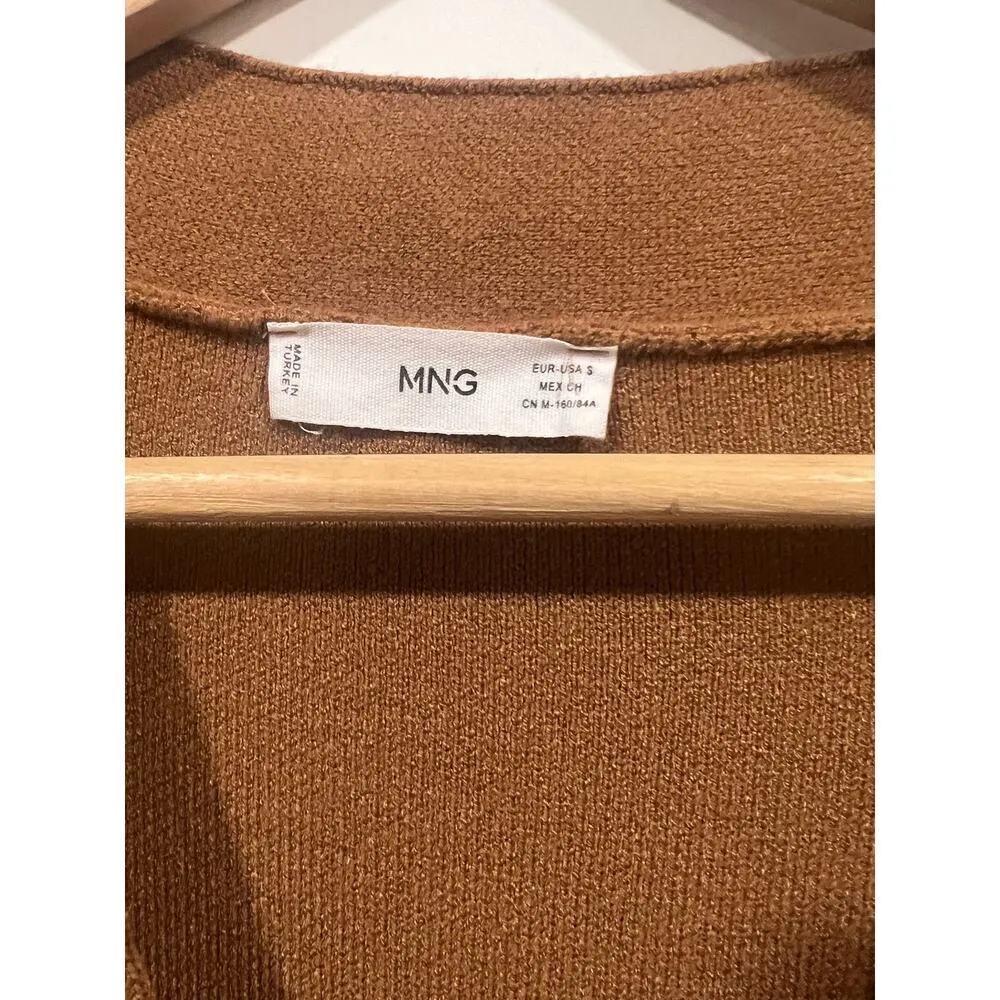 MADE IN
TURKEY
MNG
EUR-USA S
MEX CH
CN M-160/84A